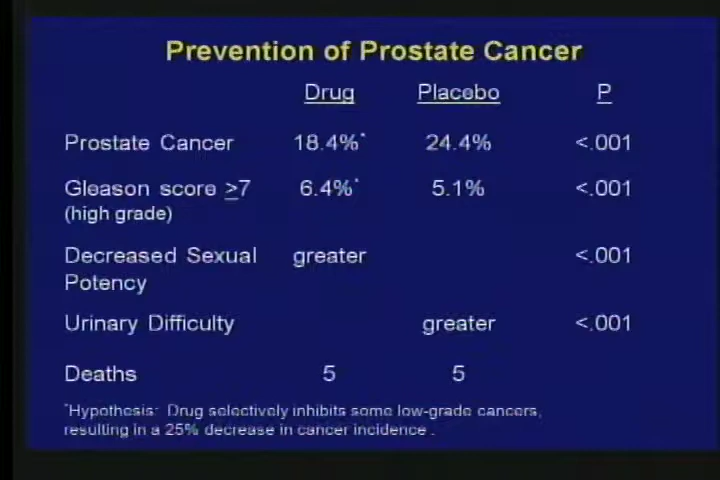 Prevention of Prostate Cancer
Drug Placebo P
Prostate Cancer 18.4%* 24.4% <.001
Gleason score ≥7 6.4%* 5.1% <.001
(high grade)
Decreased Sexual greater <.001
Potency
Urinary Difficulty greater <.001
Deaths 5 5
*Hypothesis: Drug selectively inhibits some low-grade cancers,
resulting in a 25% decrease in cancer incidence .